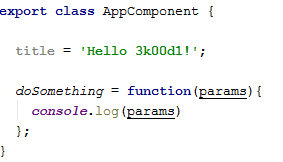 export class AppComponent {
title = 'Hello 3k00d1!';
doSomething = function(params){
console.log(params)
};
}